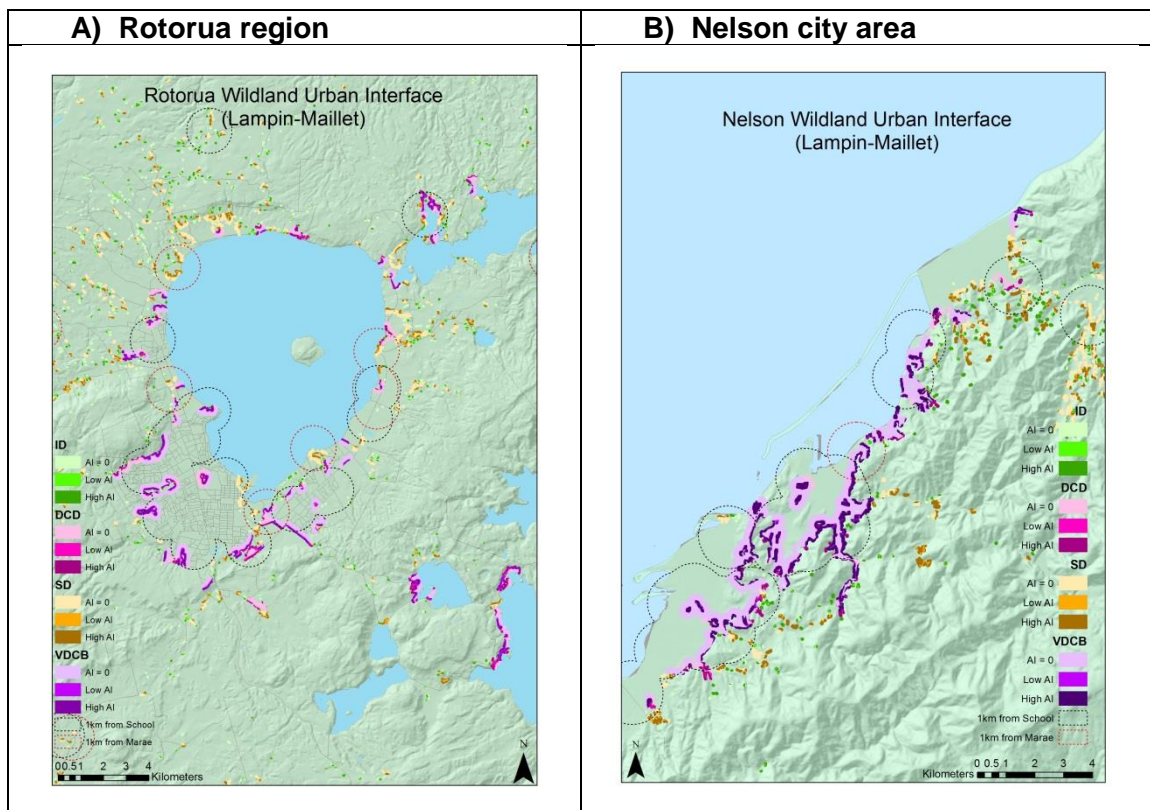 A) Rotorua region
B) Nelson city area
Rotorua Wildland Urban Interface
(Lampin-Maillet)
ID
AI = 0
Low AI
High AI
DCD
AI = 0
Low AI
High AI
SD
AI = 0
Low AI
High AI
VDCB
AI = 0
Low AI
High AI
1km from School
1km from Marae
00.51 2 3 4
Kilometers
N
Nelson Wildland Urban Interface
(Lampin-Maillet)
ID
AI = 0
Low AI
High AI
DCD
AI = 0
Low AI
High AI
SD
AI = 0
Low AI
High AI
VDCB
AI = 0
Low AI
High AI
1km from School
1km from Marae
N
Kilometers 0 0.5 1 2 3 4